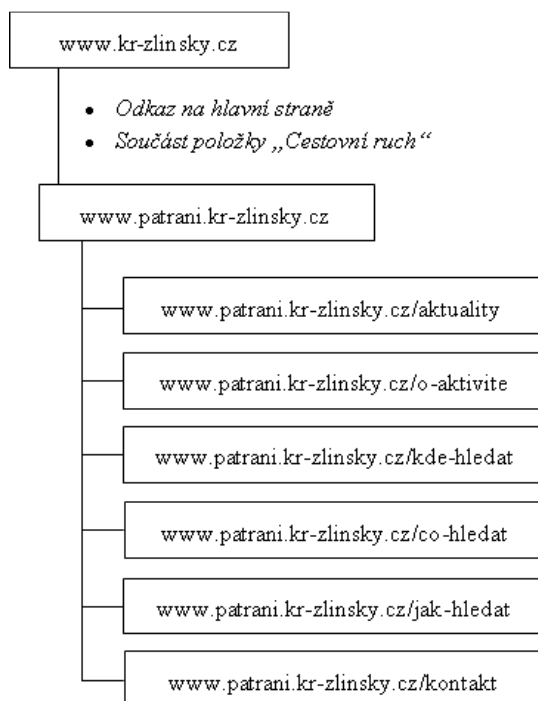 www.kr-zlinsky.cz
• Odkaz na hlavní straně
• Součást položky „Cestovní ruch“
www.patrani.kr-zlinsky.cz
www.patrani.kr-zlinsky.cz/aktuality
www.patrani.kr-zlinsky.cz/o-aktivite
www.patrani.kr-zlinsky.cz/kde-hledat
www.patrani.kr-zlinsky.cz/co-hledat
www.patrani.kr-zlinsky.cz/jak-hledat
www.patrani.kr-zlinsky.cz/kontakt